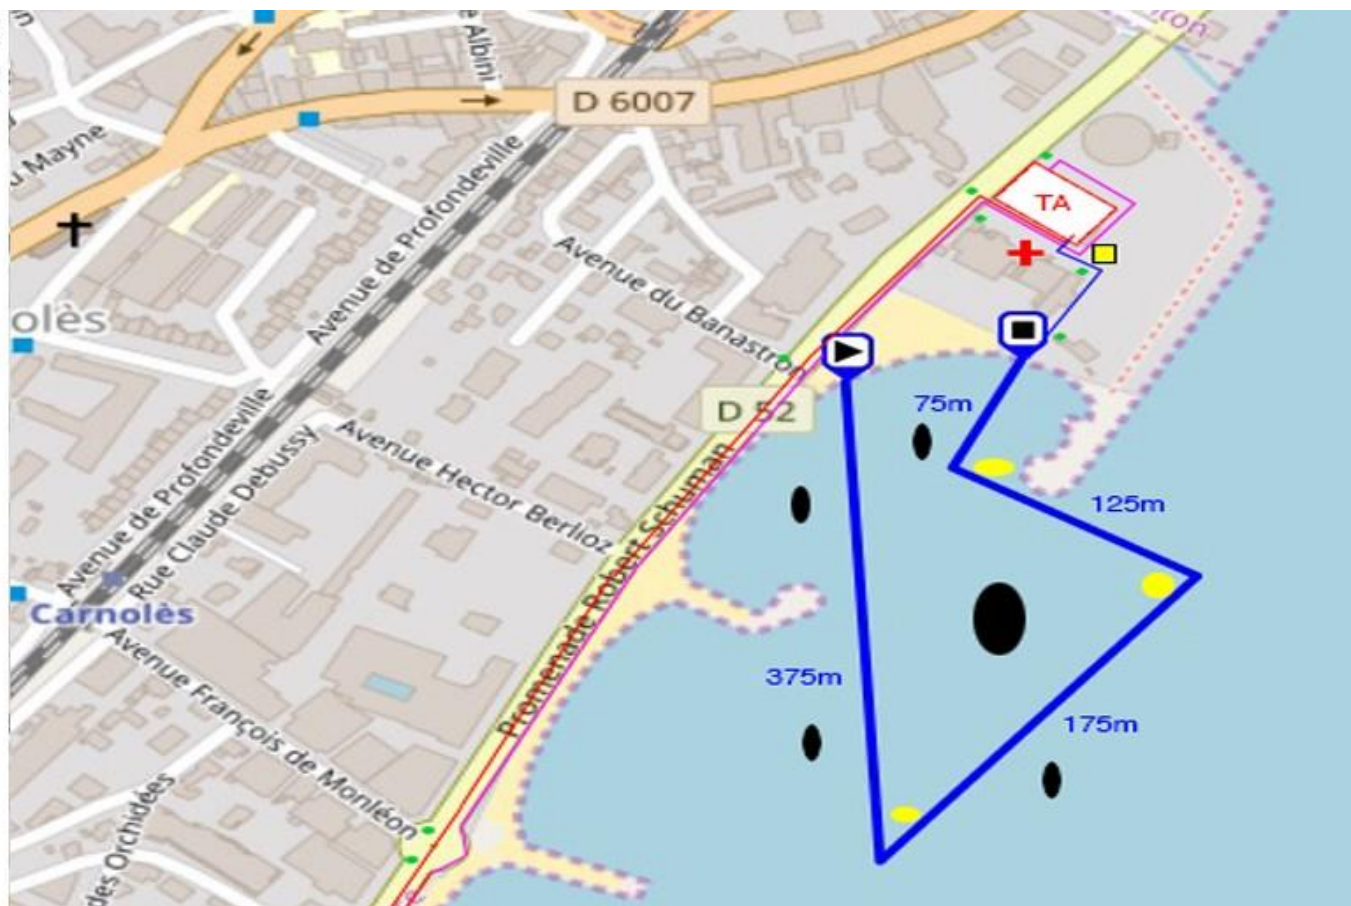 e Albini
D 6007
u Mayne
Avenue de Profondeville
TA
Avenue du Banastron
olès
75m
D 52
Avenue de Profondeville
Rue Claude Debussy
Avenue Hector Berlioz
125m
Promenade Robert Schuman
Carnolès
Avenue François de Monléon
375m
175m
des Orchidées